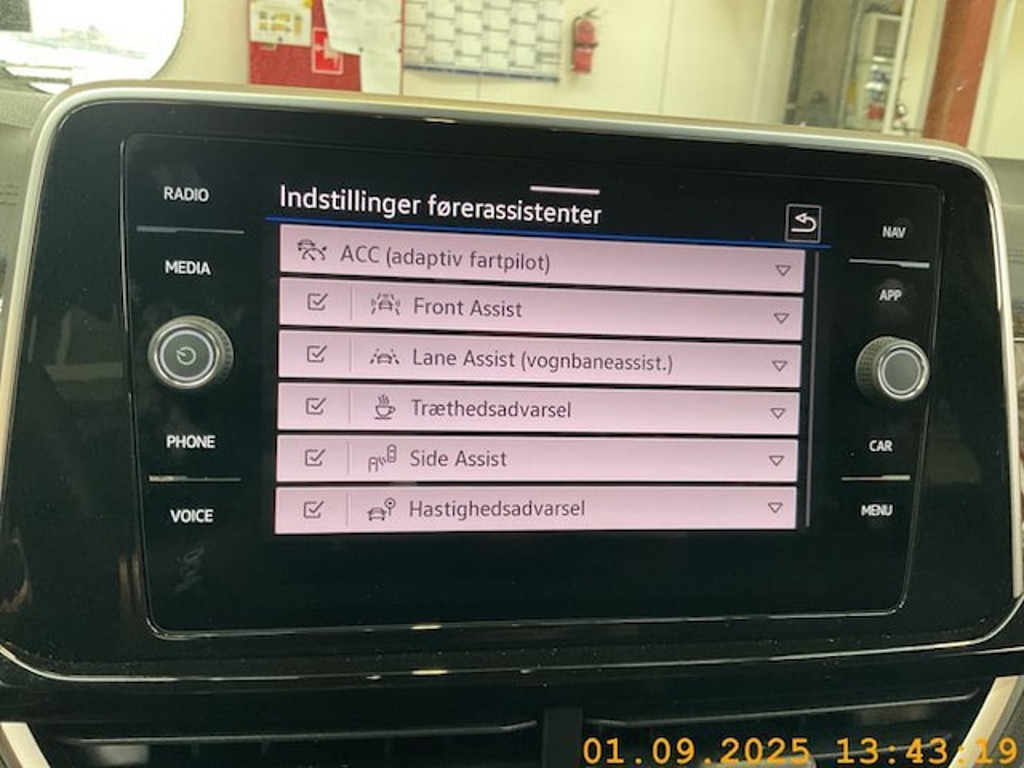 RADIO
MEDIA
PHONE
VOICE
Indstillinger førerassistenter
ACC (adaptiv fartpilot)
Front Assist
Lane Assist (vognbaneassist.)
Træthedsadvarsel
Side Assist
Hastighedsadvarsel
NAV
APP
CAR
MENU
01.09.2025 13:43:19